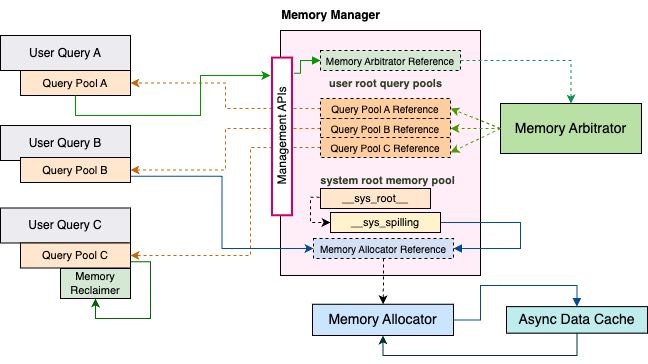 Memory Manager
User Query A
Query Pool A
User Query B
Query Pool B
User Query C
Query Pool C
Memory
Reclaimer
Management APIs
Memory Arbitrator Reference
user root query pools
Query Pool A Reference
Query Pool B Reference
Query Pool C Reference
system root memory pool
__sys_root__
__sys_spilling
Memory Allocator Reference
Memory Arbitrator
Memory Allocator
Async Data Cache